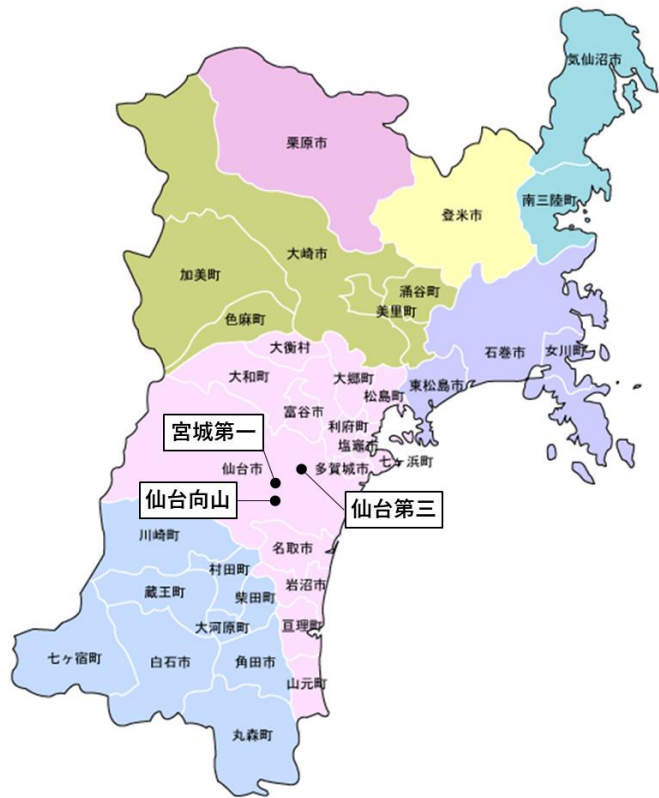 気仙沼市
栗原市
南三陸町
登米市
大崎市
加美町
涌谷町
美里町
色麻町
大衡村
石巻市
女川町
大和町
大郷町
東松島市
松島町
富谷市
利府町
宮城第一
塩竈市
七ヶ浜町
仙台市
多賀城市
仙台向山
仙台第三
川崎町
名取市
村田町
岩沼市
蔵王町
柴田町
大河原町
亘理町
七ヶ宿町
白石市
角田市
山元町
丸森町